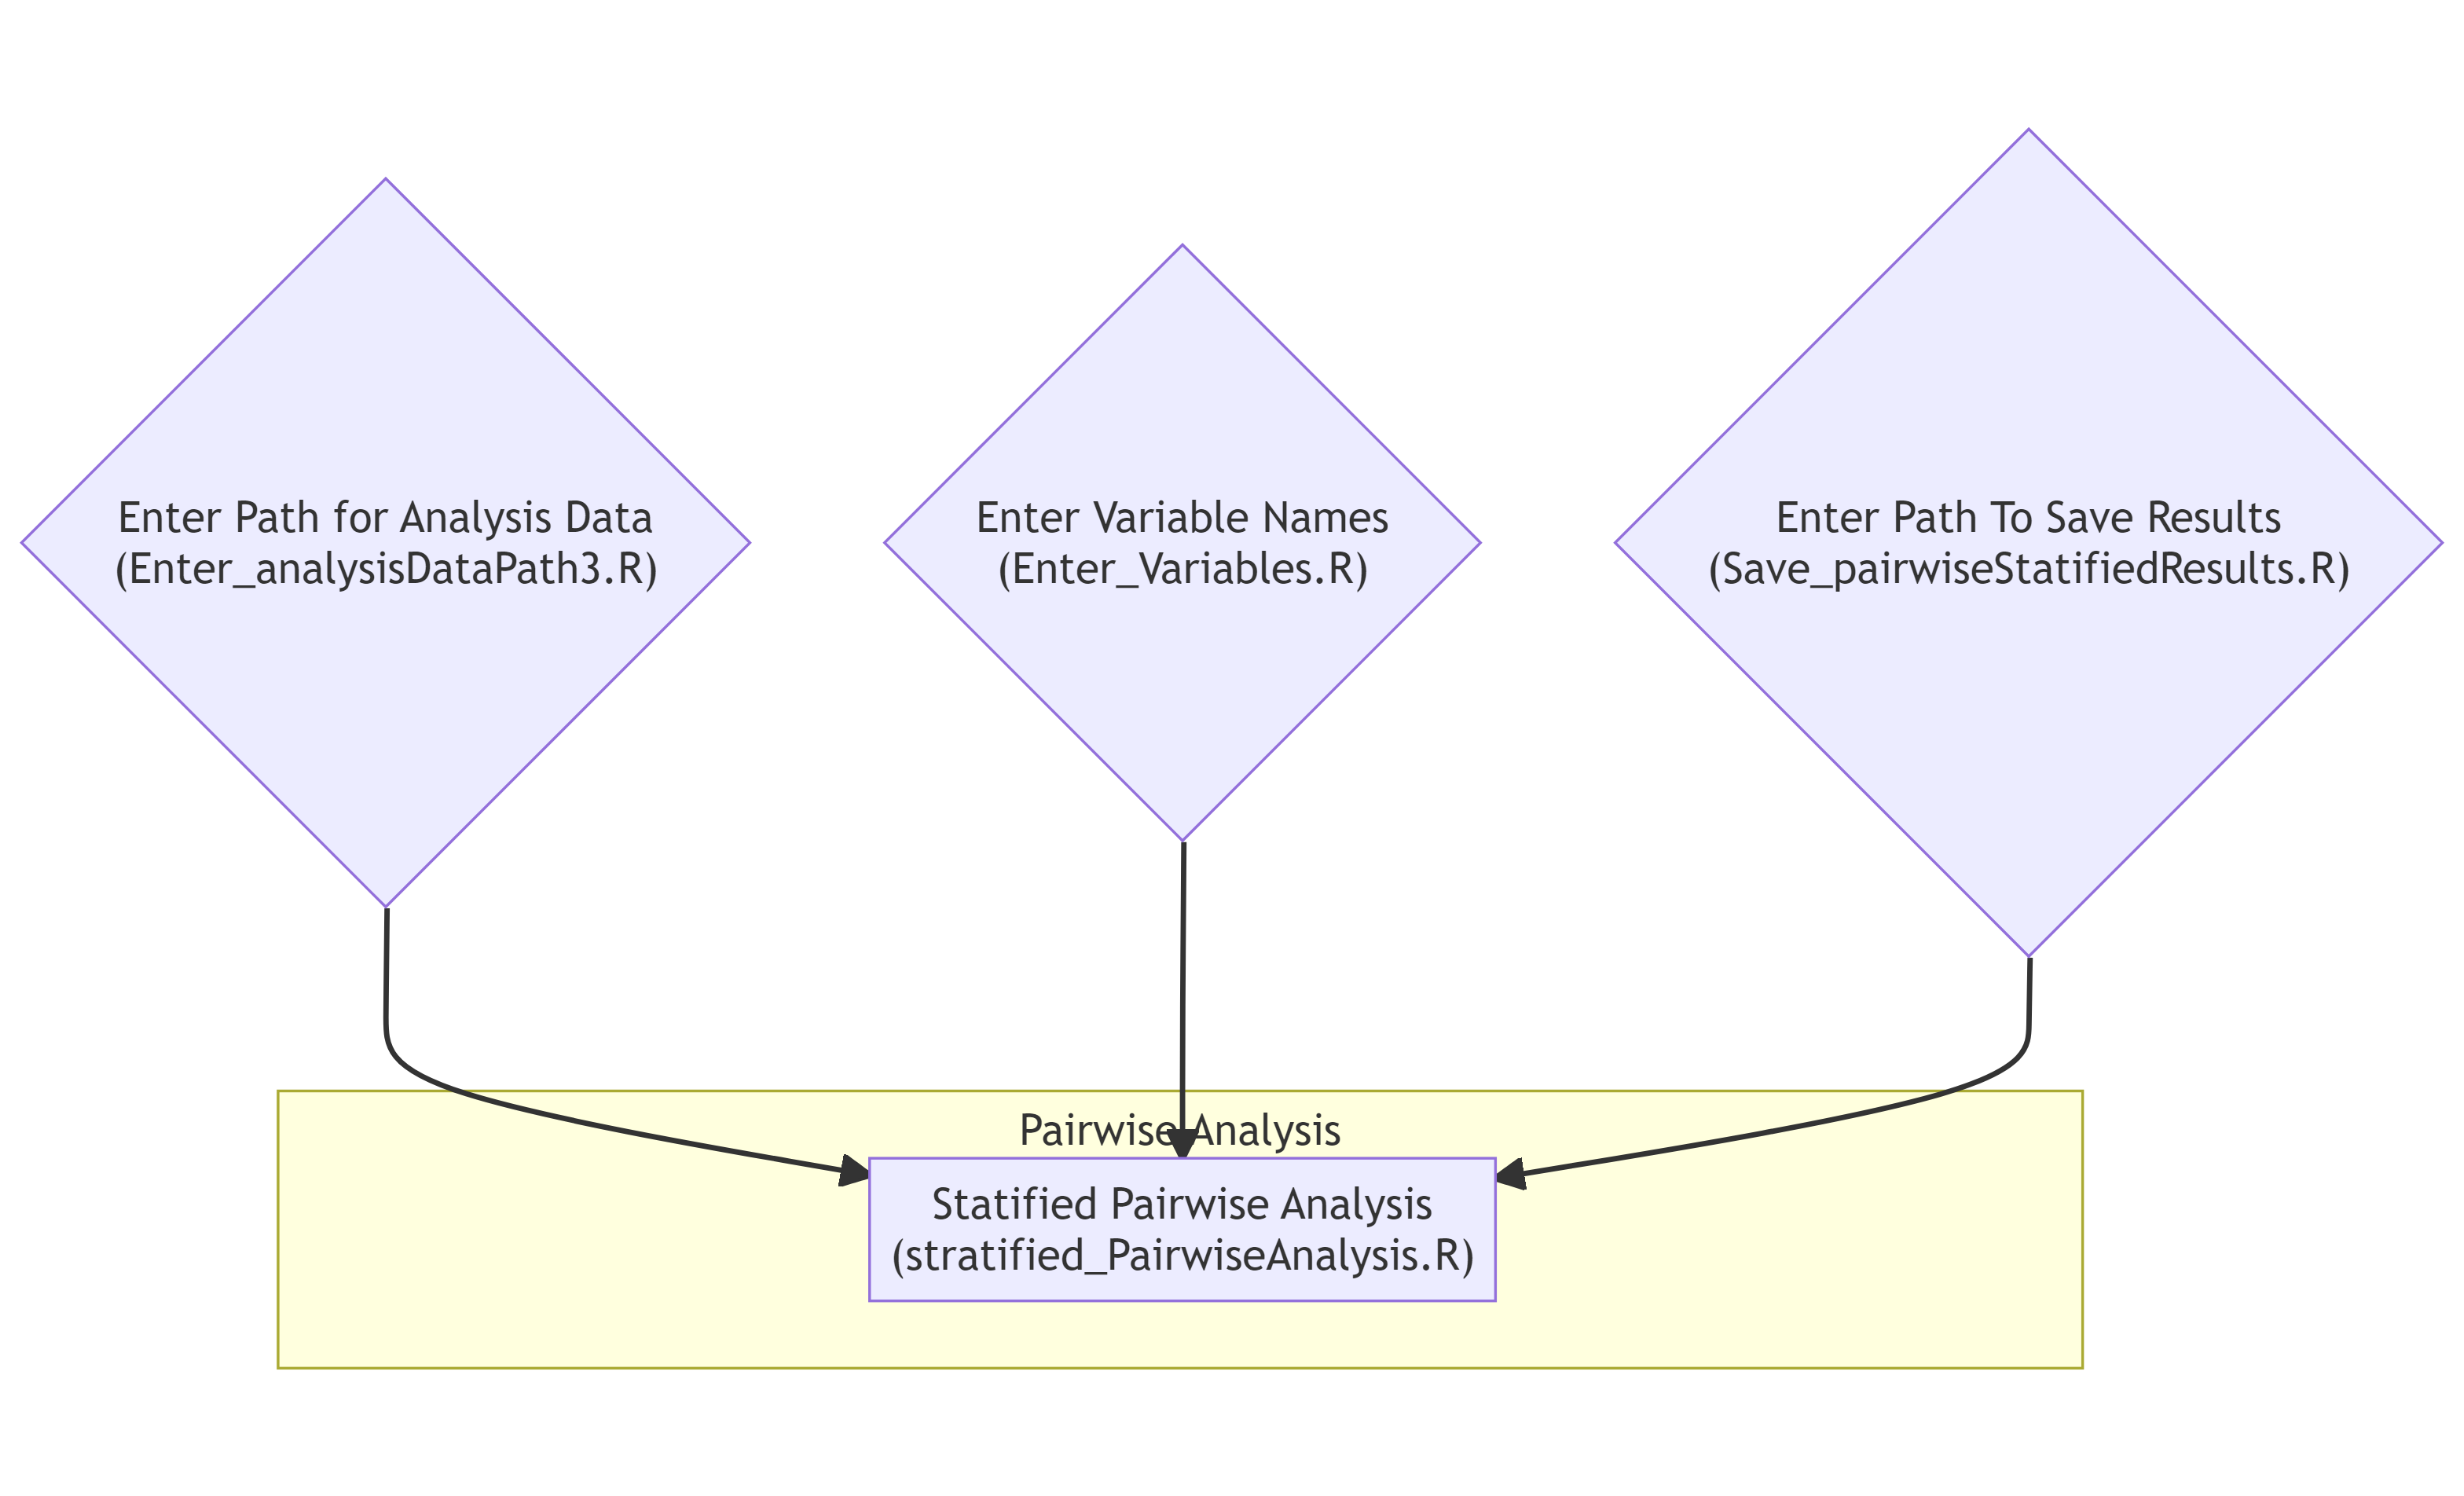 Enter Path for Analysis Data
(Enter_analysisDataPath3.R)
Enter Variable Names
(Enter_Variables.R)
Enter Path To Save Results
(Save_pairwiseStatifiedResults.R)
Pairwise Analysis
Statified Pairwise Analysis
(stratified_PairwiseAnalysis.R)